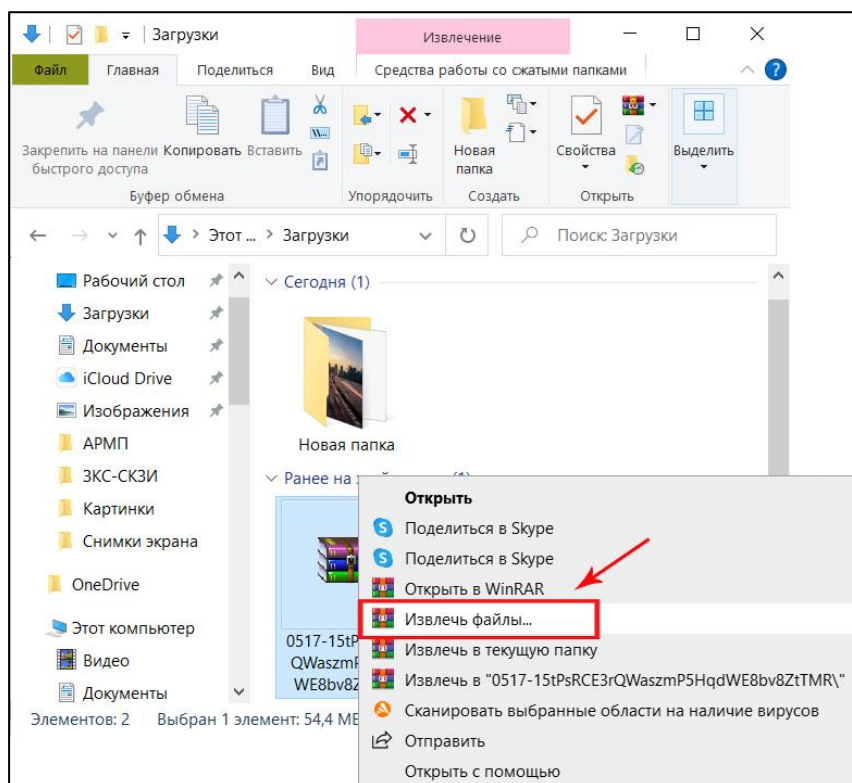 Загрузки
Извлечение
Файл Главная Поделиться Вид Средства работы со сжатыми папками
Закрепить на панели быстрого доступа
Копировать
Вставить
Новая папка
Свойства
Выделить
Буфер обмена
Упорядочить
Создать
Открыть
Этот ... > Загрузки
Поиск: Загрузки
Рабочий стол
Загрузки
Документы
iCloud Drive
Изображения
АРМП
ЗКС-СКЗИ
Картинки
Снимки экрана
OneDrive
Этот компьютер
Видео
Документы
Сегодня (1)
Новая папка
Ранее на
0517-15tP
QWaszm
WE8bv8Z
Элементов: 2 Выбран 1 элемент: 54,4
Открыть
Поделиться в Skype
Поделиться в Skype
Открыть в WinRAR
Извлечь файлы...
Извлечь в текущую папку
Извлечь в "0517-15tPsRCE3rQWaszmP5HqdWE8bv8ZtTMR\"
Сканировать выбранные области на наличие вирусов
Отправить
Открыть с помощью